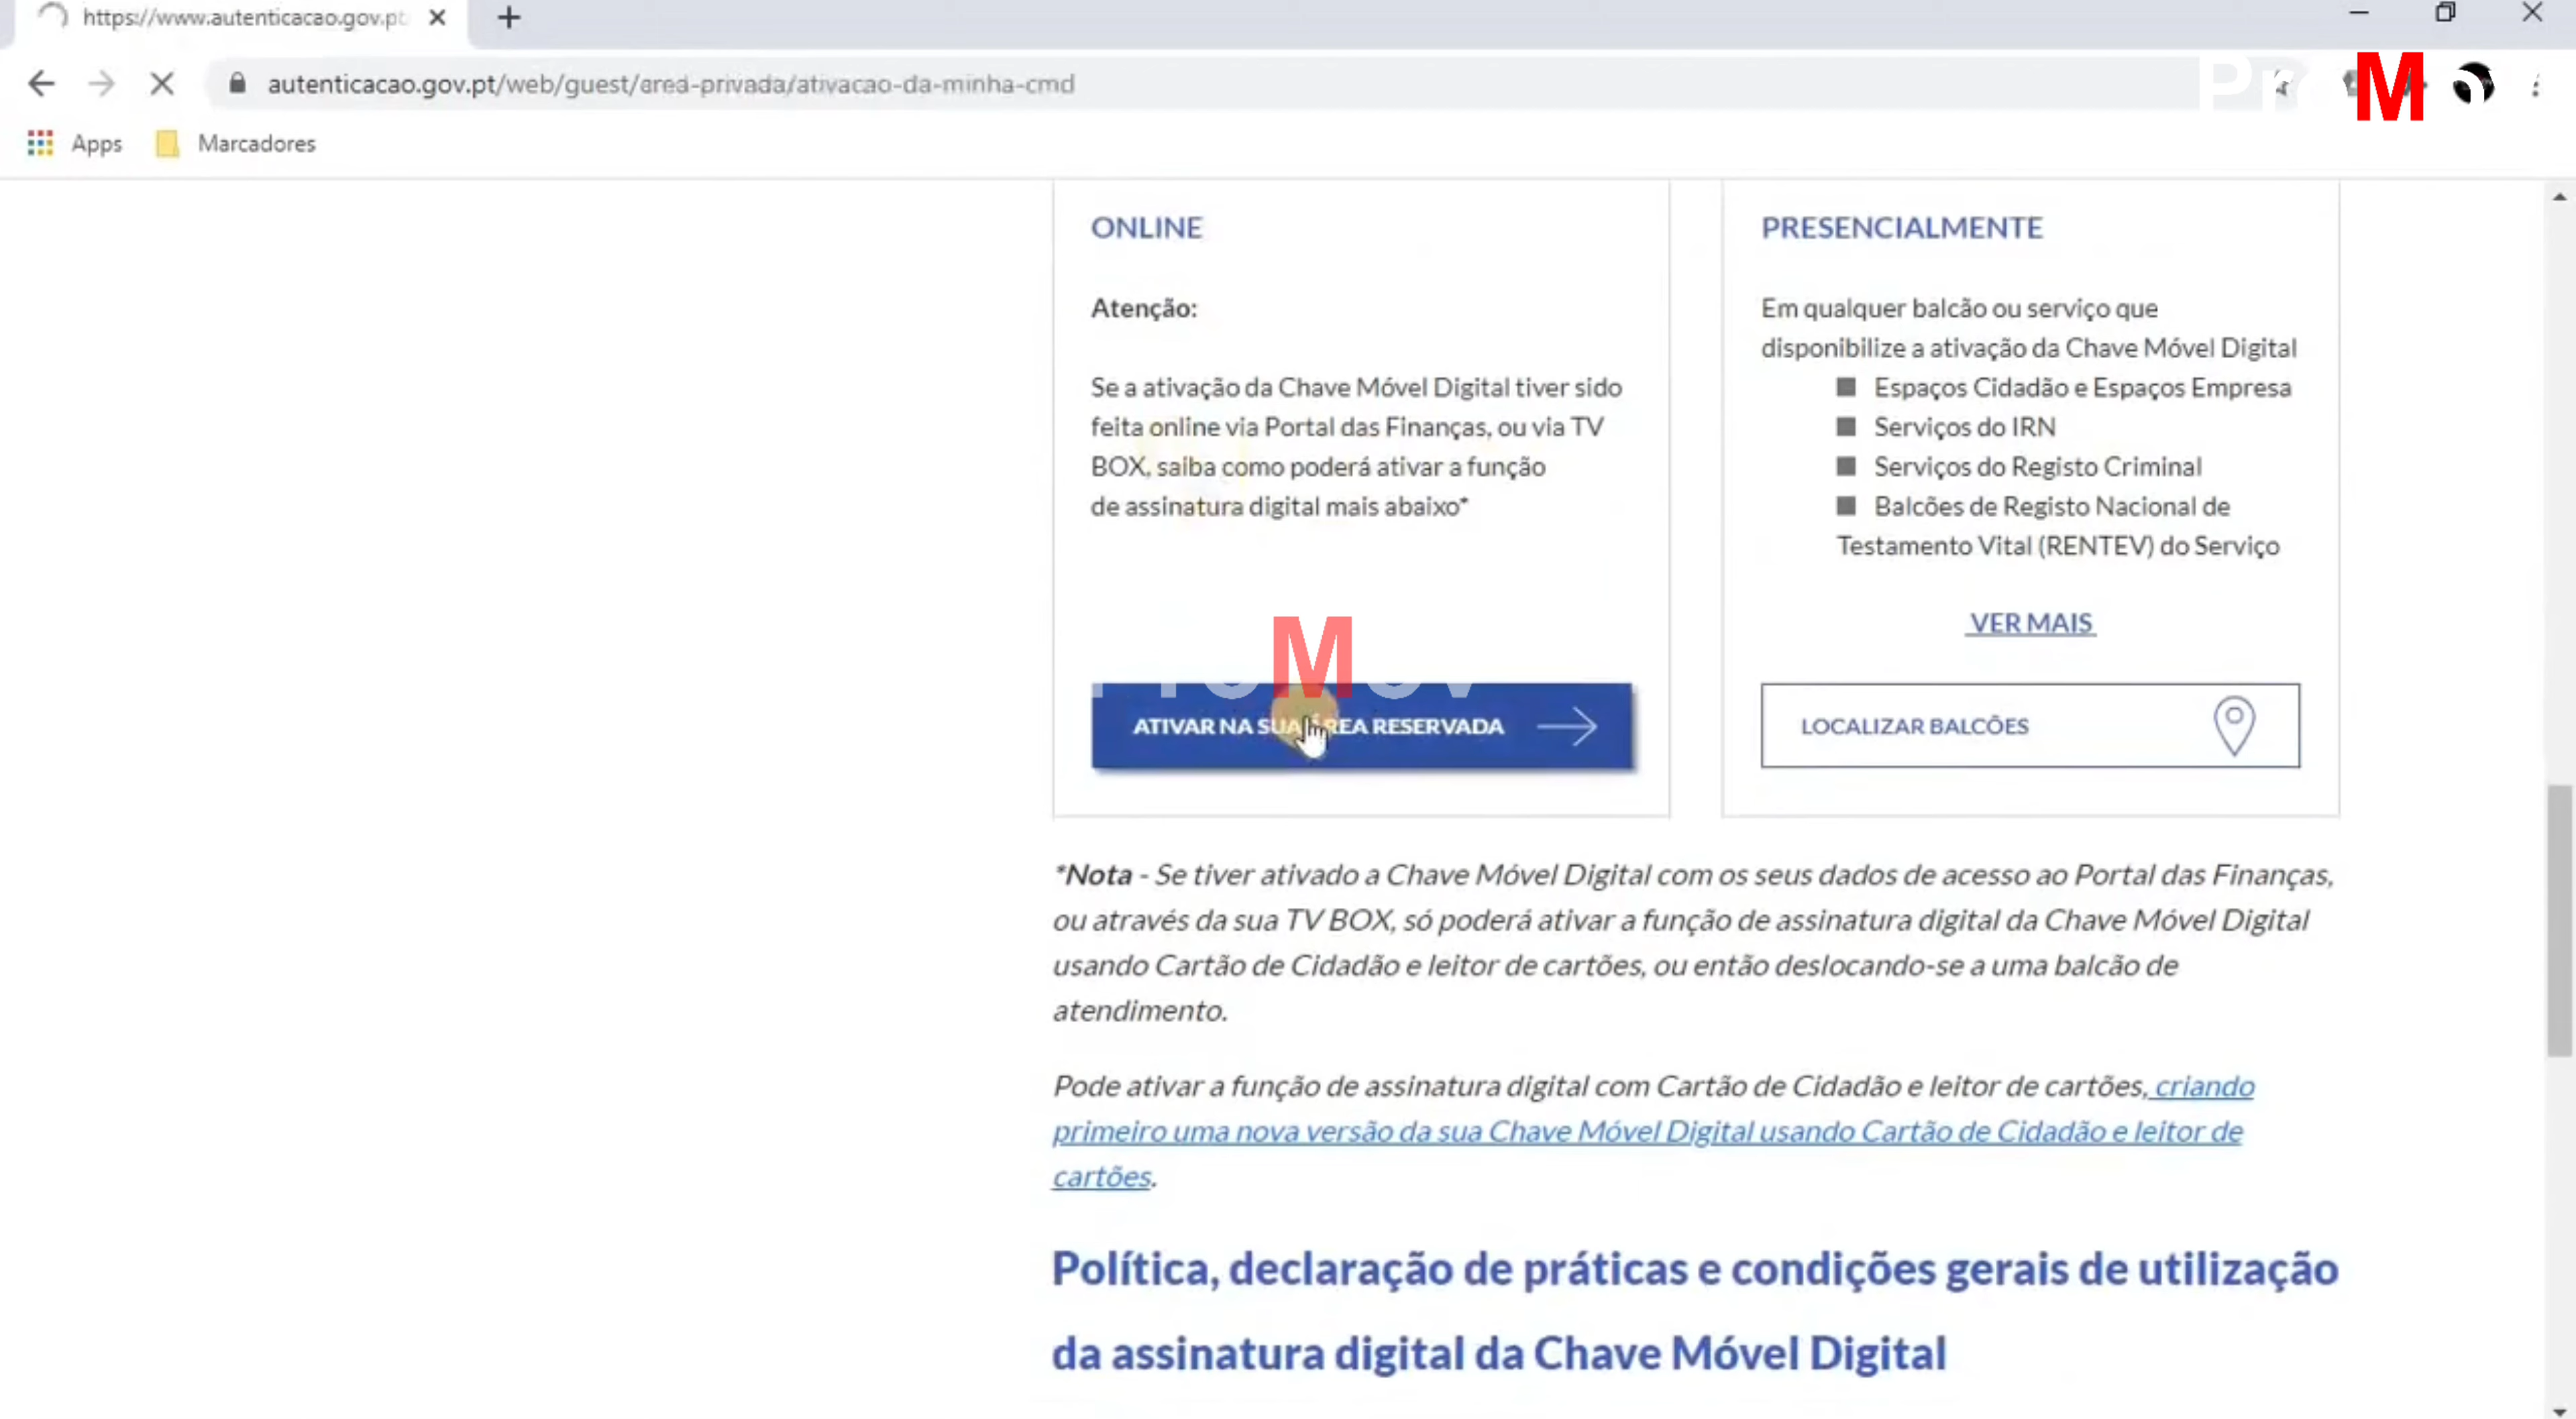 https://www.autenticacao.gov.pt
autenticacao.gov.pt/web/guest/area-privada/ativacao-da-minha-cmd
Apps
Marcadores
ONLINE
Atenção:
Se a ativação da Chave Móvel Digital tiver sido
feita online via Portal das Finanças, ou via TV
BOX, saiba como poderá ativar a função
de assinatura digital mais abaixo*
ATIVAR NA SUA ÁREA RESERVADA
PRESENCIALMENTE
Em qualquer balcão ou serviço que
disponibilize a ativação da Chave Móvel Digital
Espaços Cidadão e Espaços Empresa
Serviços do IRN
Serviços do Registo Criminal
Balcões de Registo Nacional de
Testamento Vital (RENTEV) do Serviço
VER MAIS
LOCALIZAR BALCÕES
*Nota - Se tiver ativado a Chave Móvel Digital com os seus dados de acesso ao Portal das Finanças,
ou através da sua TV BOX, só poderá ativar a função de assinatura digital da Chave Móvel Digital
usando Cartão de Cidadão e leitor de cartões, ou então deslocando-se a uma balcão de
atendimento.
Pode ativar a função de assinatura digital com Cartão de Cidadão e leitor de cartões, criando
primeiro uma nova versão da sua Chave Móvel Digital usando Cartão de Cidadão e leitor de
cartões.
Política, declaração de práticas e condições gerais de utilização
da assinatura digital da Chave Móvel Digital